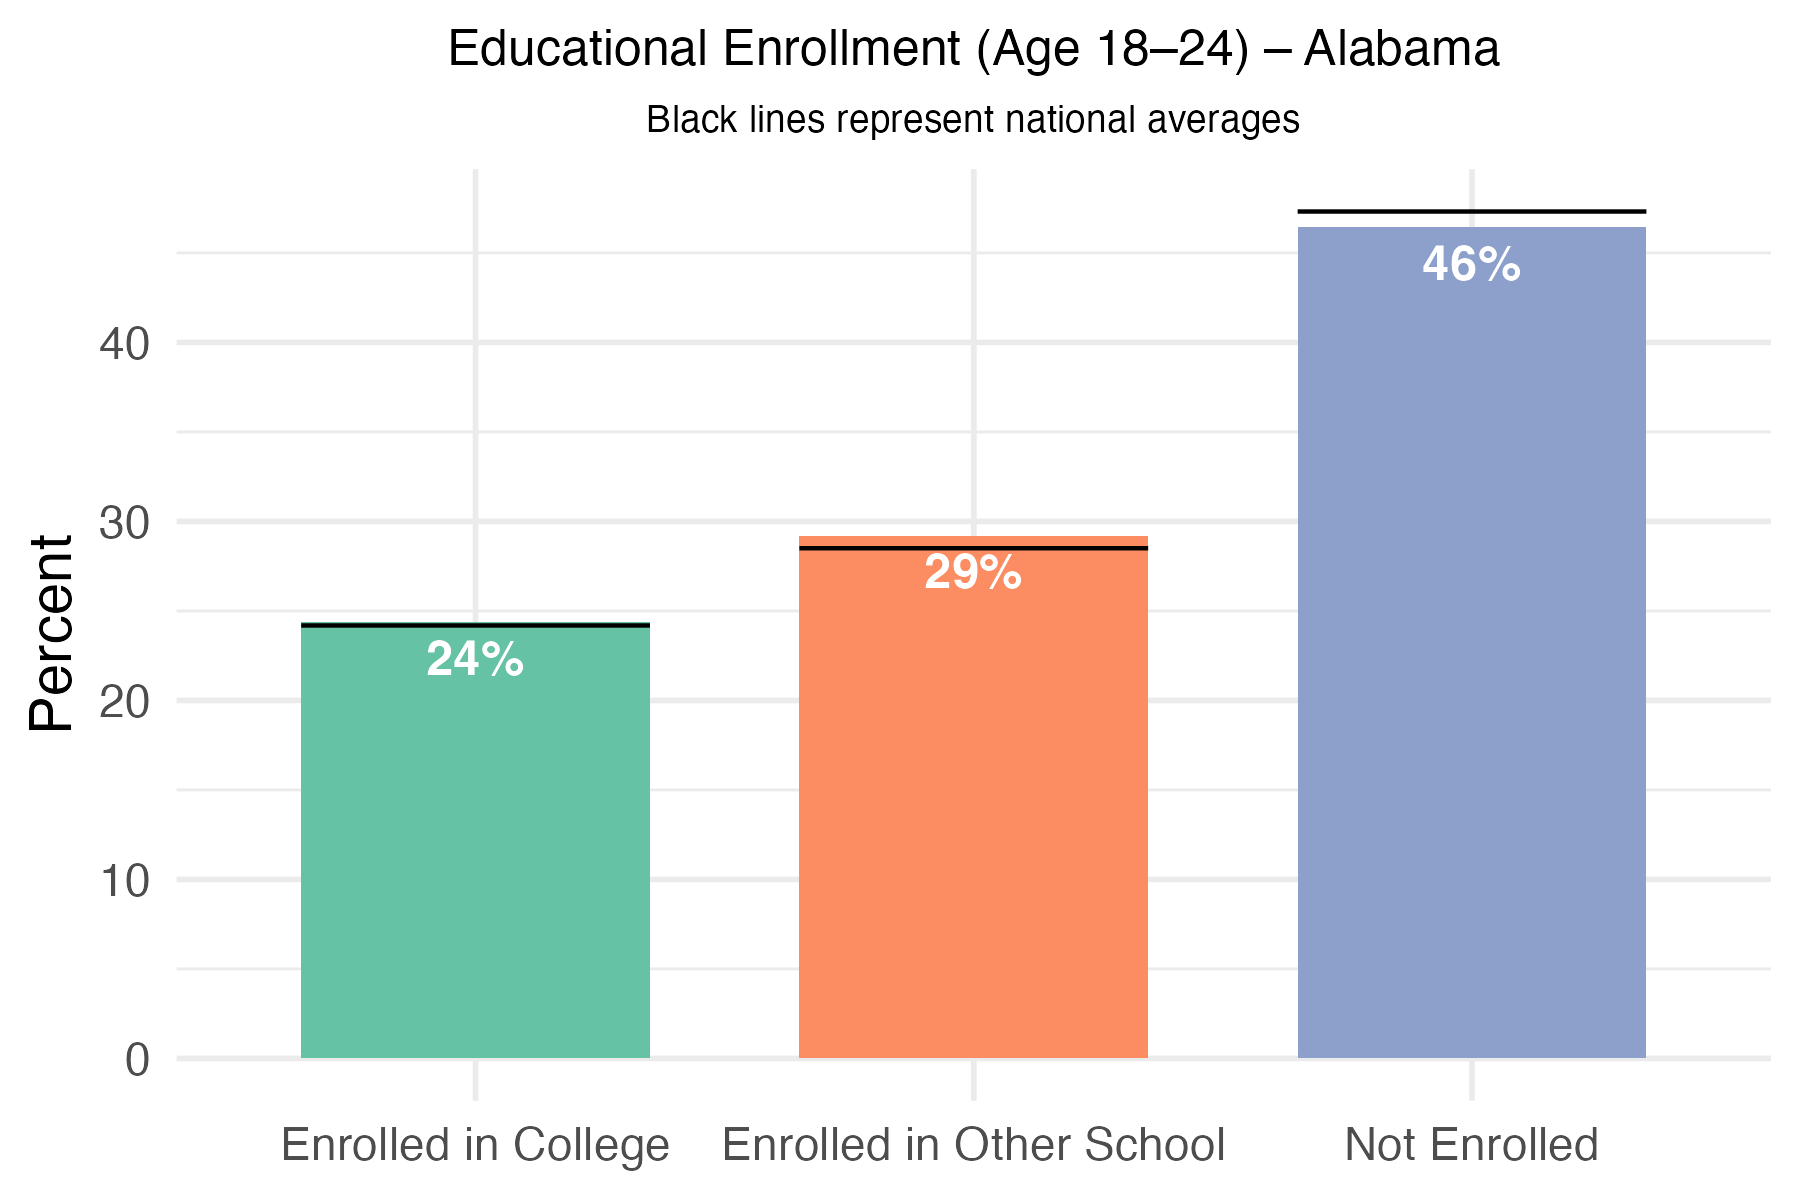 Educational Enrollment (Age 18–24) – Alabama
Black lines represent national averages
Percent
40
30
20
10
0
24%
29%
46%
Enrolled in College
Enrolled in Other School
Not Enrolled